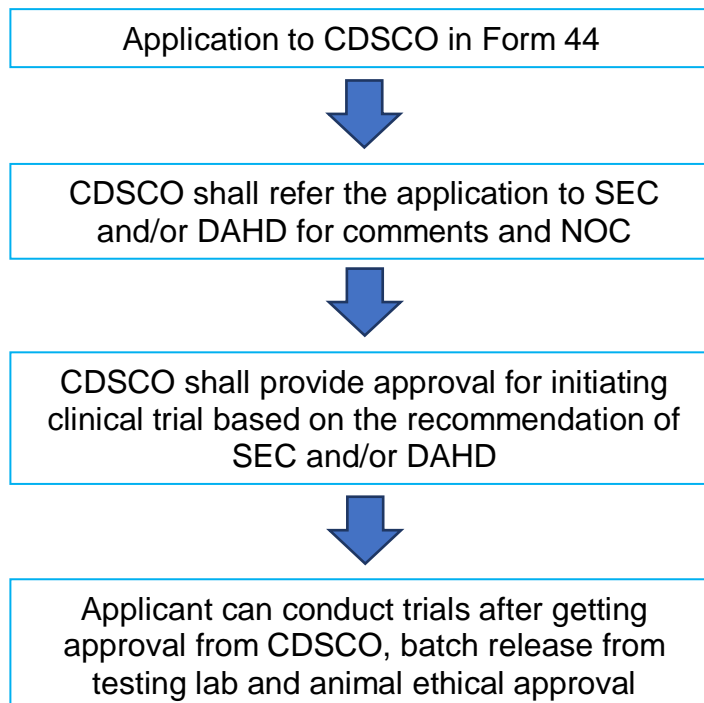 Application to CDSCO in Form 44
CDSCO shall refer the application to SEC
and/or DAHD for comments and NOC
CDSCO shall provide approval for initiating
clinical trial based on the recommendation of
SEC and/or DAHD
Applicant can conduct trials after getting
approval from CDSCO, batch release from
testing lab and animal ethical approval